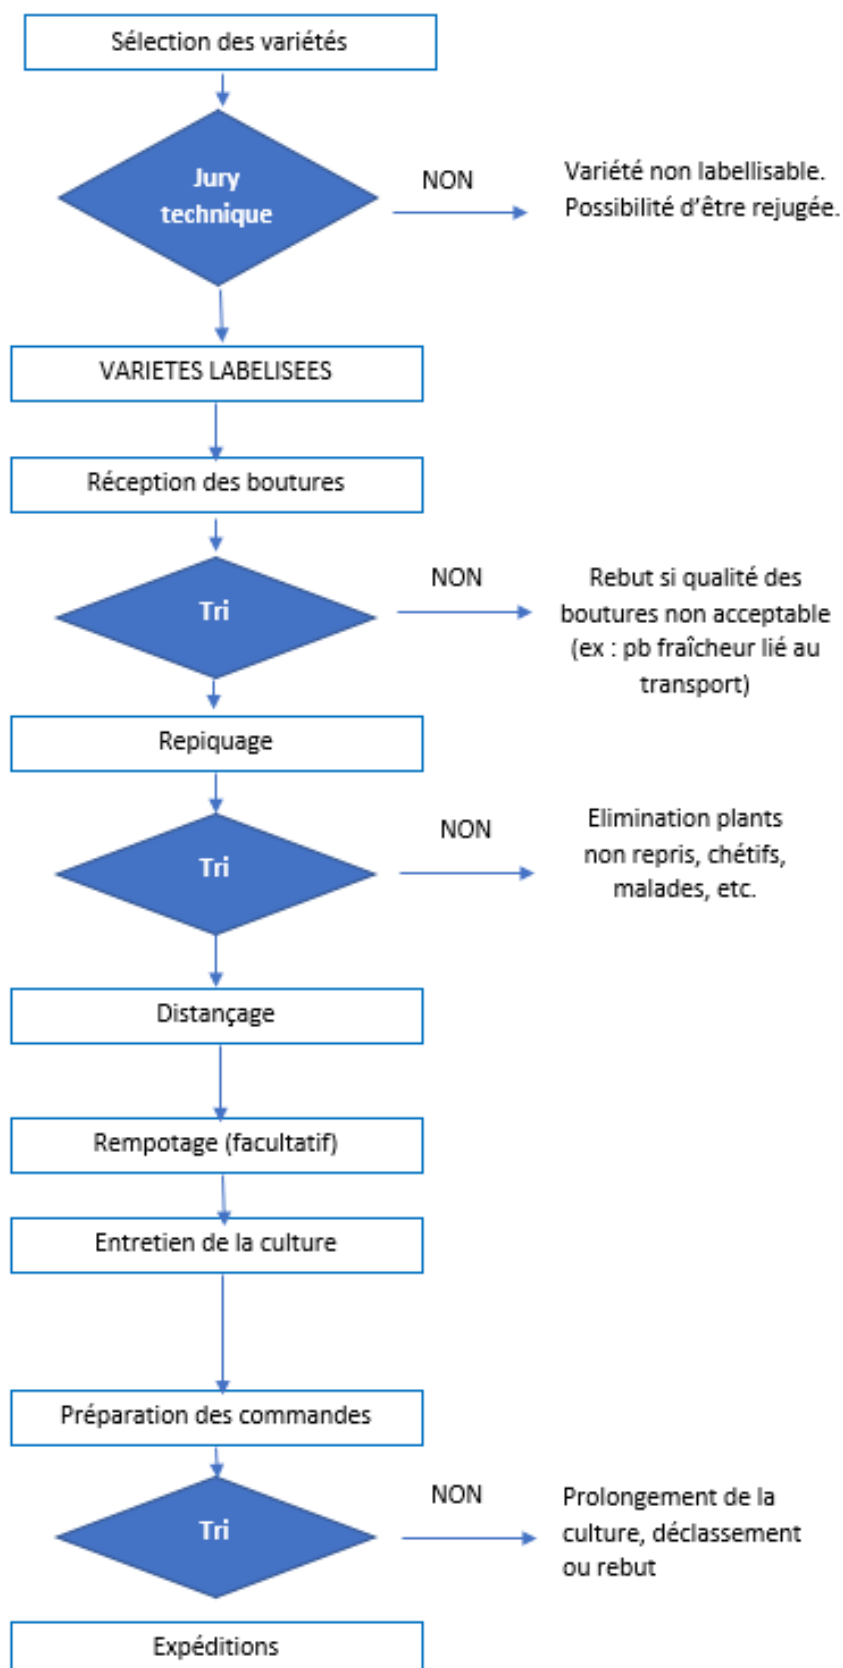 Sélection des variétés
Jury
technique
NON
Variété non labellisable.
Possibilité d'être rejugée.
VARIETES LABELISEES
Réception des boutures
Tri
NON
Rebut si qualité des
boutures non acceptable
(ex : pb fraîcheur lié au
transport)
Repiquage
Tri
NON
Elimination plants
non repris, chétifs,
malades, etc.
Distançage
Rempotage (facultatif)
Entretien de la culture
Préparation des commandes
Tri
NON
Prolongement de la
culture, déclassement
ou rebut
Expéditions